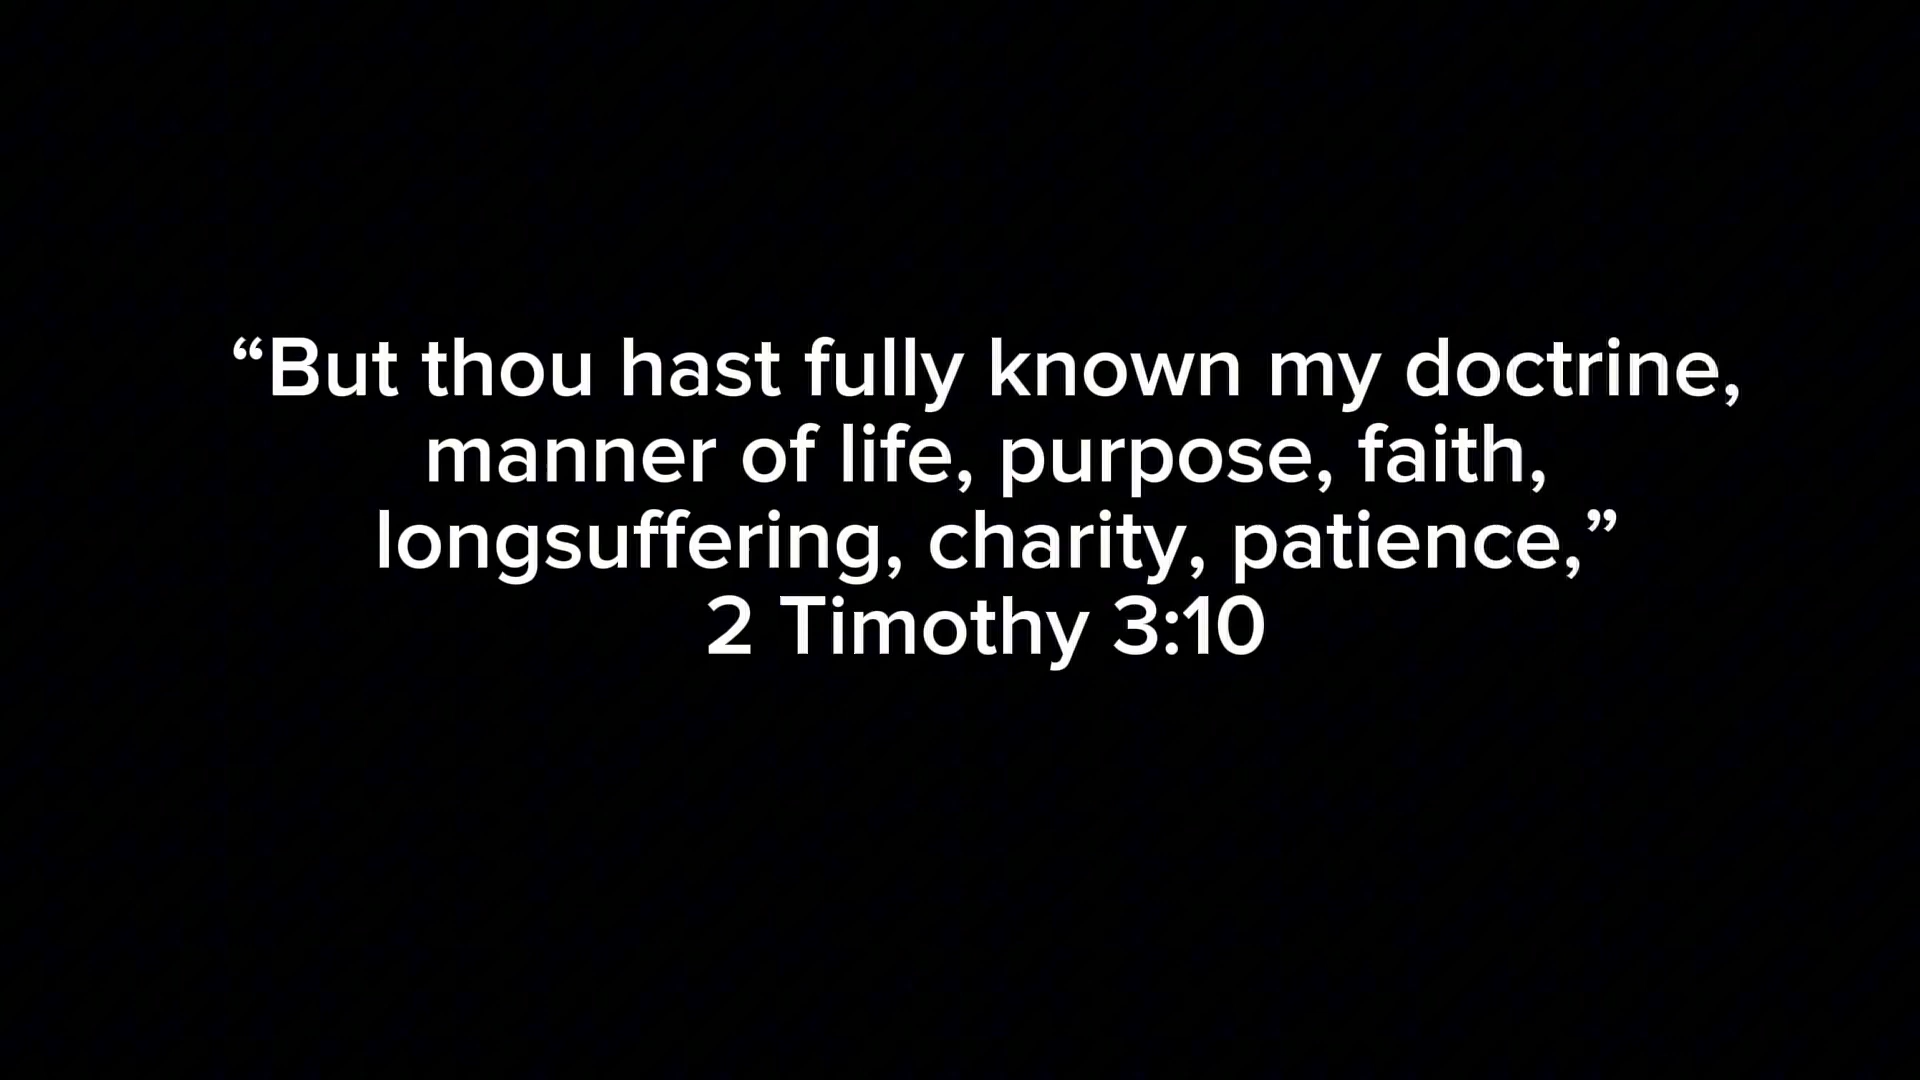 “But thou hast fully known my doctrine,
manner of life, purpose, faith,
longsuffering, charity, patience,”
2 Timothy 3:10